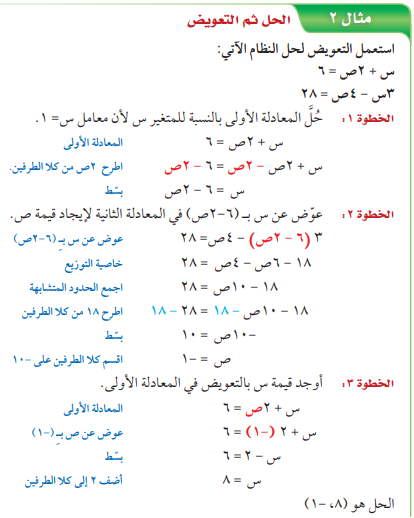 مثال ٢ الحل ثم التعويض
استعمل التعويض لحل النظام الآتي:
س + ٢ص = ٦
٣س – ٤ص = ٢٨
الخطوة ١: حُلَّ المعادلة الأولى بالنسبة للمتغير س لأن معامل س= ١.
س + ٢ص = ٦ المعادلة الأولى
س + ٢ص – ٢ص = ٦ – ٢ص اطرح ٢ص من كلا الطرفين.
س = ٦ – ٢ص بسّط
الخطوة ٢: عوّض عن س بـ (٦–٢ص) في المعادلة الثانية لإيجاد قيمة ص.
٣ (٦ – ٢ص) – ٤ص= ٢٨ عوض عن س بـِ (٦-٢ص)
١٨ – ٦ص – ٤ص = ٢٨ خاصية التوزيع
١٨ – ١٠ص = ٢٨ اجمع الحدود المتشابهة
١٨ – ١٠ص – ١٨ = ٢٨ – ١٨ اطرح ١٨ من كلا الطرفين
–١٠ص = ١٠ بسّط
ص = –١ اقسم كلا الطرفين على –١٠
الخطوة ٣: أوجد قيمة س بالتعويض في المعادلة الأولى.
س + ٢ص = ٦ المعادلة الأولى
س + ٢ (–١) = ٦ عوض عن ص بـِ (–١)
س – ٢ = ٦ بسّط
س = ٨ أضف ٢ إلى كلا الطرفين
الحل هو (٨، –١)